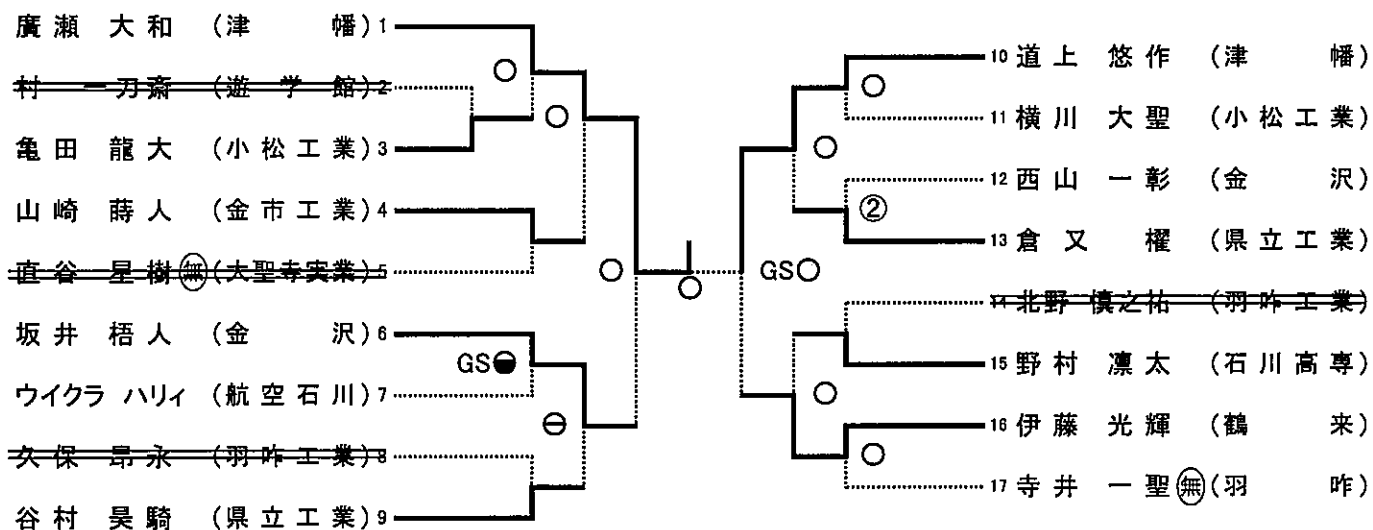 廣瀬 大和 (津 幡) 1
村 一刀斎 (遊 学 館) 2
亀田 龍大 (小松工業) 3
山崎 蒔人 (金市工業) 4
直谷 星樹 ㊒無 (大聖寺実業) 5
坂井 梧人 (金 沢) 6
ウイクラ ハリィ (航空石川) 7
久保 昂永 (羽咋工業) 8
谷村 昊騎 (県立工業) 9
GS
GS
②
10 道上 悠作 (津 幡)
11 横川 大聖 (小松工業)
12 西山 一彰 (金 沢)
13 倉又 櫂 (県立工業)
14 北野 慎之祐 (羽咋工業)
15 野村 凛太 (石川高専)
16 伊藤 光輝 (鶴 来)
17 寺井 一聖 無 (羽 咋)